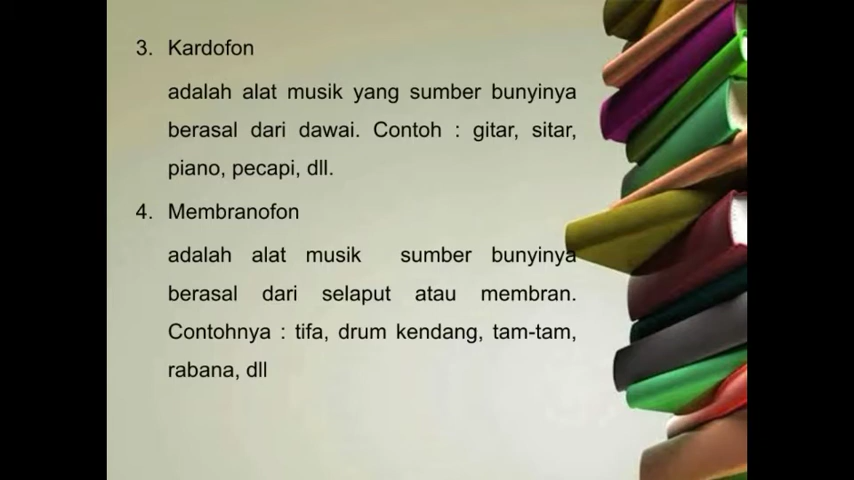 3. Kardofon
adalah alat musik yang sumber bunyinya
berasal dari dawai. Contoh : gitar, sitar,
piano, pecapi, dll.
4. Membranofon
adalah alat musik sumber bunyinya
berasal dari selaput atau membran.
Contohnya : tifa, drum kendang, tam-tam,
rabana, dll